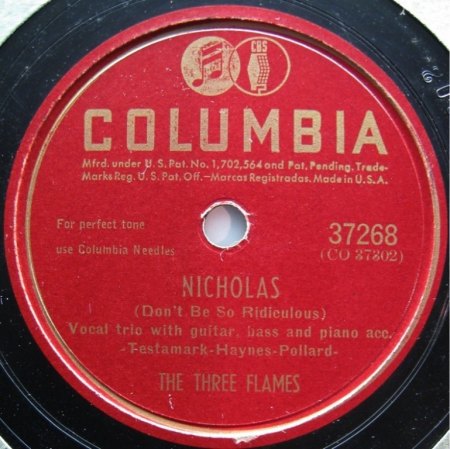 CBS
COLUMBIA
Mfrd. under U.S. Pat. No. 1,702,564 and Pat. Pending. Trade-
Marks Reg. U.S. Pat. Off.—Marcas Registradas. Made in U.S.A.
For perfect tone
use Columbia Needles
37268
(CO 37302)
NICHOLAS
(Don't Be So Ridiculous)
Vocal trio with guitar, bass and piano acc.
-Testamark-Haynes-Pollard-
THE THREE FLAMES